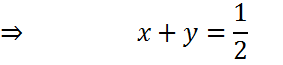 ⇒ x + y = 1/2